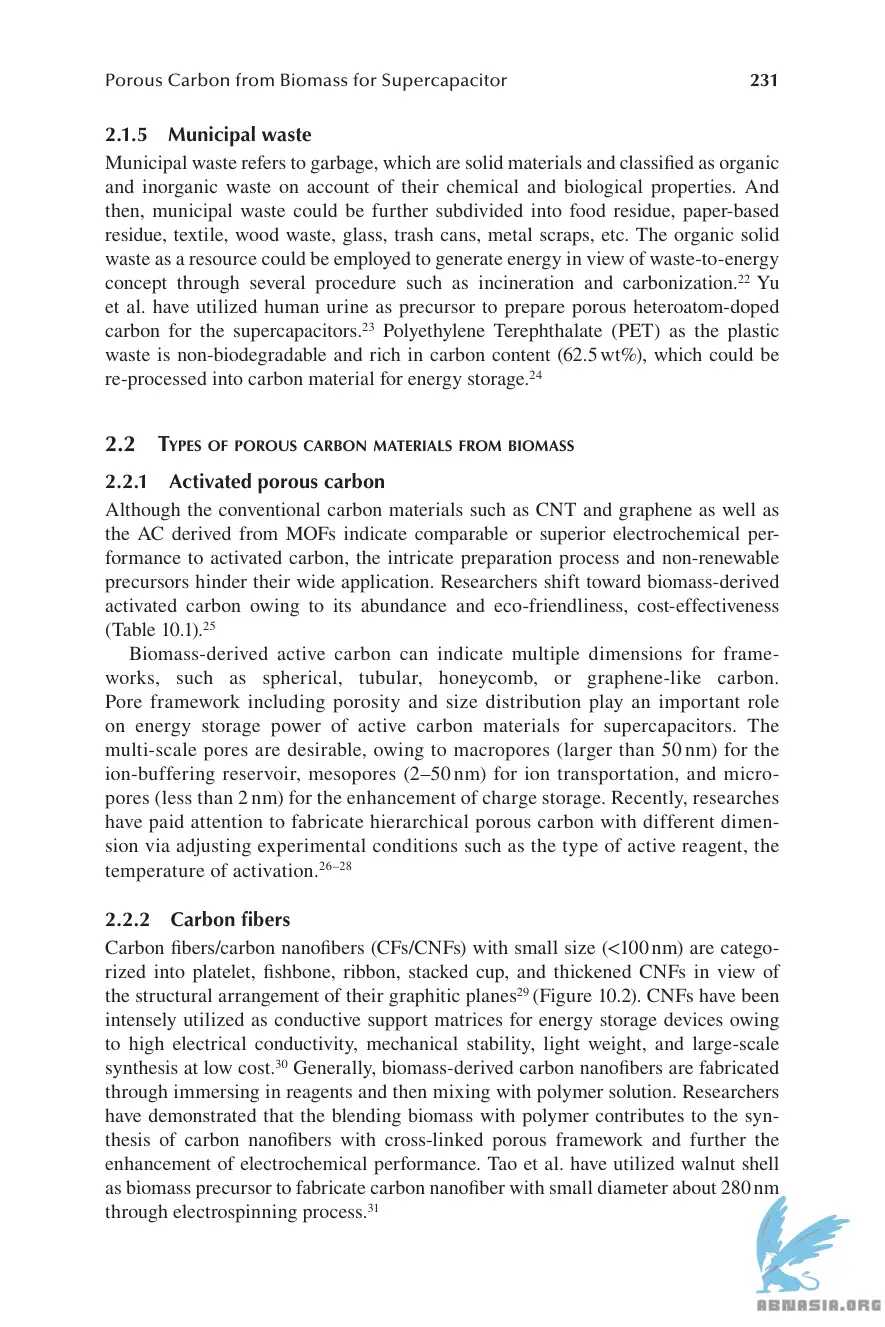 Porous Carbon from Biomass for Supercapacitor 231
2.1.5 Municipal waste
Municipal waste refers to garbage, which are solid materials and classified as organic
and inorganic waste on account of their chemical and biological properties. And
then, municipal waste could be further subdivided into food residue, paper-based
residue, textile, wood waste, glass, trash cans, metal scraps, etc. The organic solid
waste as a resource could be employed to generate energy in view of waste-to-energy
concept through several procedure such as incineration and carbonization.²² Yu
et al. have utilized human urine as precursor to prepare porous heteroatom-doped
carbon for the supercapacitors.²³ Polyethylene Terephthalate (PET) as the plastic
waste is non-biodegradable and rich in carbon content (62.5 wt%), which could be
re-processed into carbon material for energy storage.²⁴
2.2 Types of porous carbon materials from biomass
2.2.1 Activated porous carbon
Although the conventional carbon materials such as CNT and graphene as well as
the AC derived from MOFs indicate comparable or superior electrochemical per-
formance to activated carbon, the intricate preparation process and non-renewable
precursors hinder their wide application. Researchers shift toward biomass-derived
activated carbon owing to its abundance and eco-friendliness, cost-effectiveness
(Table 10.1).²⁵
Biomass-derived active carbon can indicate multiple dimensions for frame-
works, such as spherical, tubular, honeycomb, or graphene-like carbon.
Pore framework including porosity and size distribution play an important role
on energy storage power of active carbon materials for supercapacitors. The
multi-scale pores are desirable, owing to macropores (larger than 50 nm) for the
ion-buffering reservoir, mesopores (2–50 nm) for ion transportation, and micro-
pores (less than 2 nm) for the enhancement of charge storage. Recently, researches
have paid attention to fabricate hierarchical porous carbon with different dimen-
sion via adjusting experimental conditions such as the type of active reagent, the
temperature of activation.²⁶⁻²⁸
2.2.2 Carbon fibers
Carbon fibers/carbon nanofibers (CFs/CNFs) with small size (<100 nm) are catego-
rized into platelet, fishbone, ribbon, stacked cup, and thickened CNFs in view of
the structural arrangement of their graphitic planes²⁹ (Figure 10.2). CNFs have been
intensely utilized as conductive support matrices for energy storage devices owing
to high electrical conductivity, mechanical stability, light weight, and large-scale
synthesis at low cost.³⁰ Generally, biomass-derived carbon nanofibers are fabricated
through immersing in reagents and then mixing with polymer solution. Researchers
have demonstrated that the blending biomass with polymer contributes to the syn-
thesis of carbon nanofibers with cross-linked porous framework and further the
enhancement of electrochemical performance. Tao et al. have utilized walnut shell
as biomass precursor to fabricate carbon nanofiber with small diameter about 280 nm
through electrospinning process.³¹
ABNASIA.ORG